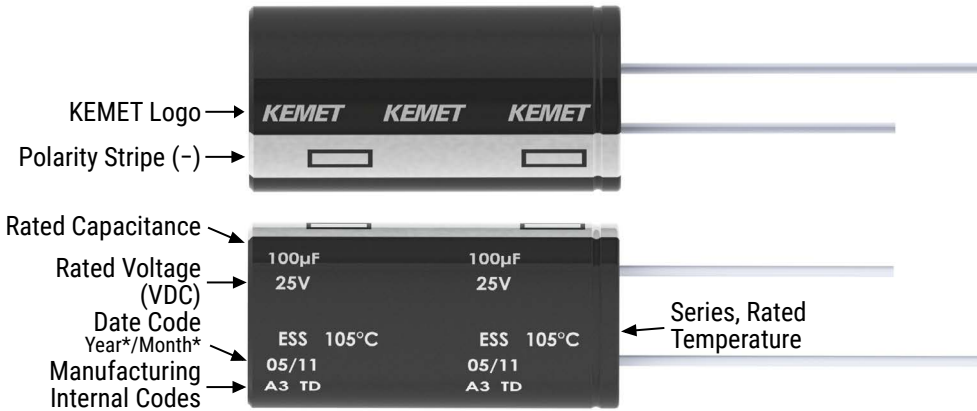 KEMET Logo
KEMET KEMET KEMET
Polarity Stripe (−)
Rated Capacitance
100µF 100µF
Rated Voltage
(VDC)
25V 25V
Date Code
Year*/Month*
Manufacturing
Internal Codes
ESS 105°C ESS 105°C
05/11 05/11
A3 TD A3 TD
Series, Rated
Temperature